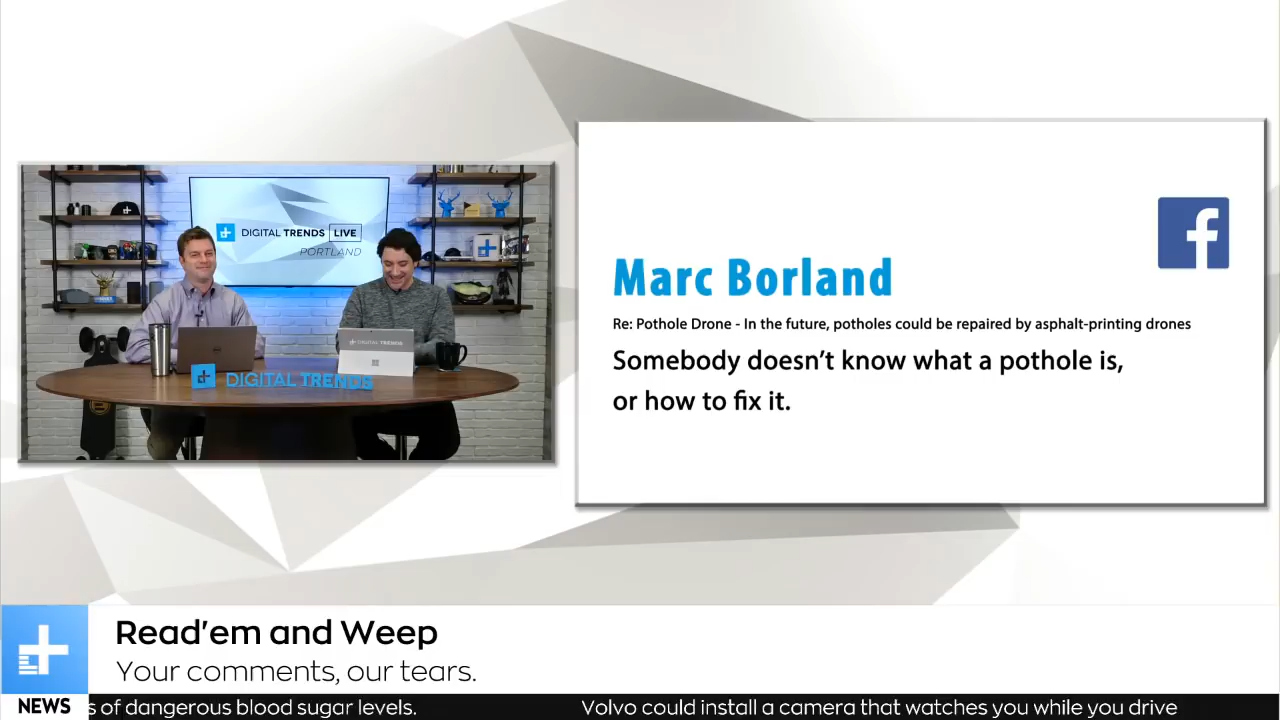 DIGITAL TRENDS LIVE
PORTLAND
DIGITAL TRENDS
DIGITAL TRENDS
Marc Borland
Re: Pothole Drone - In the future, potholes could be repaired by asphalt-printing drones
Somebody doesn’t know what a pothole is,
or how to fix it.
Read'em and Weep
Your comments, our tears.
NEWS
s of dangerous blood sugar levels.
Volvo could install a camera that watches you while you drive